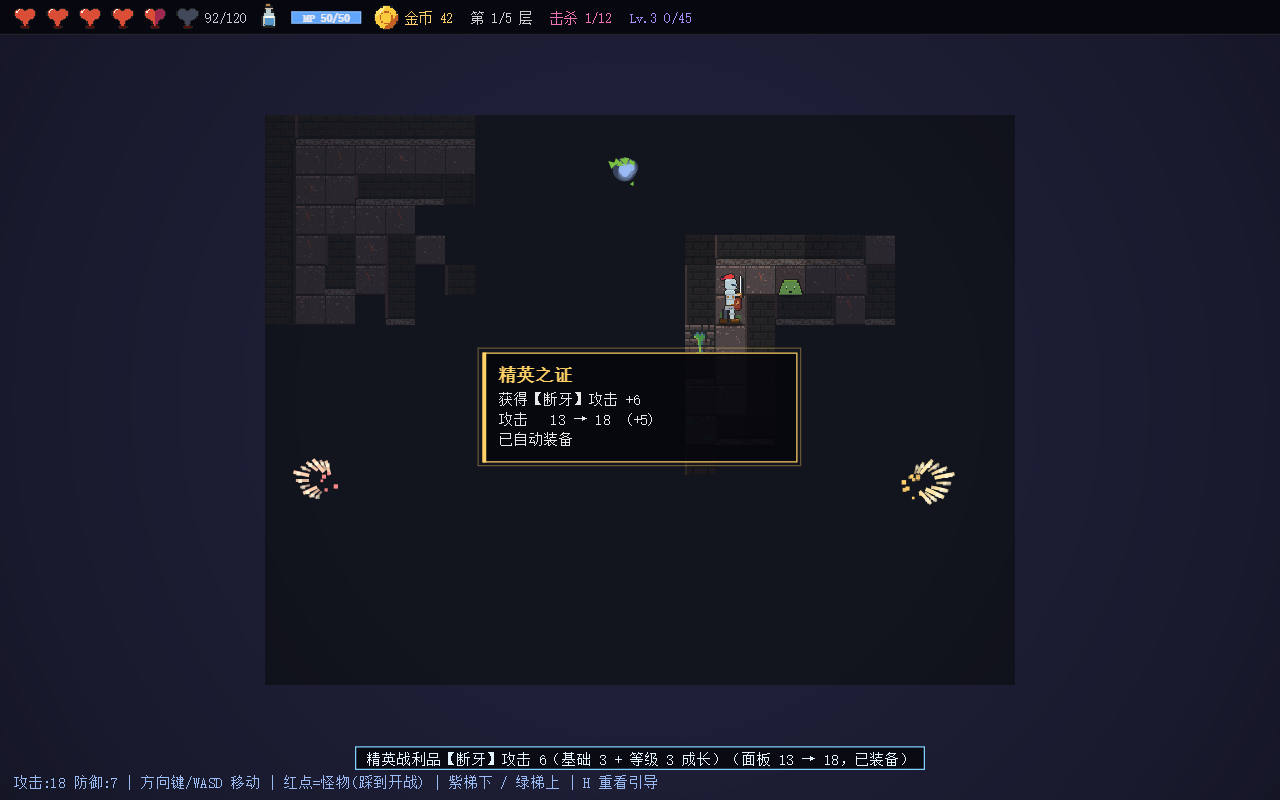 92/120 MP 50/50 金币 42 第 1/5 层 击杀 1/12 Lv.3 0/45
精英之证
获得【断牙】攻击 +6
攻击 13 → 18 (+5)
已自动装备
精英战利品【断牙】攻击 6(基础 3 + 等级 3 成长)(面板 13 → 18,已装备)
攻击:18 防御:7 | 方向键/WASD 移动 | 红点=怪物(踩到开战) | 紫梯下 / 绿梯上 | H 重看引导